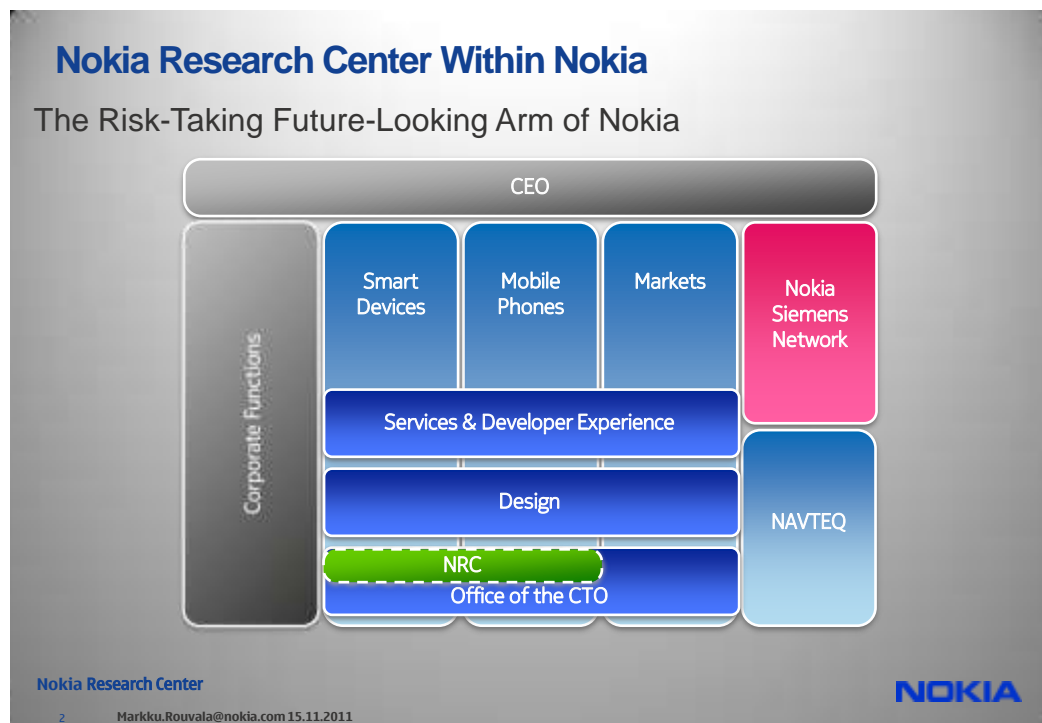 Nokia Research Center Within Nokia
The Risk-Taking Future-Looking Arm of Nokia
CEO
Corporate Functions
Smart
Devices
Mobile
Phones
Markets
Nokia
Siemens
Network
Services & Developer Experience
Design
NAVTEQ
NRC
Office of the CTO
Nokia Research Center
NOKIA
2 Markku.Rouvala@nokia.com 15.11.2011